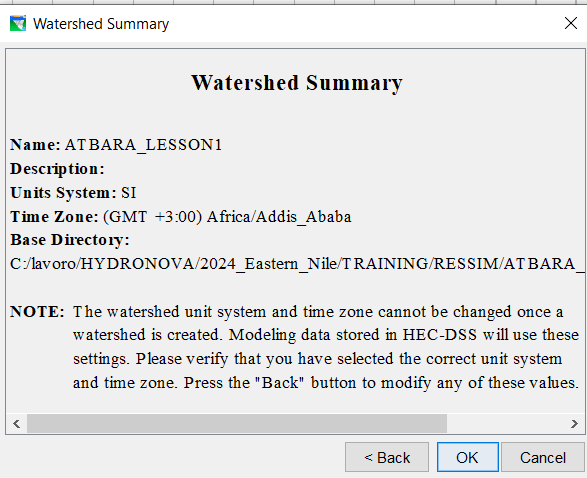 Watershed Summary
Watershed Summary
Name: ATBARA_LESSON1
Description:
Units System: SI
Time Zone: (GMT +3:00) Africa/Addis_Ababa
Base Directory:
C:/lavoro/HYDRONOVA/2024_Eastern_Nile/TRAINING/RESSIM/ATBARA_
NOTE: The watershed unit system and time zone cannot be changed once a
watershed is created. Modeling data stored in HEC-DSS will use these
settings. Please verify that you have selected the correct unit system
and time zone. Press the "Back" button to modify any of these values.
< Back OK Cancel